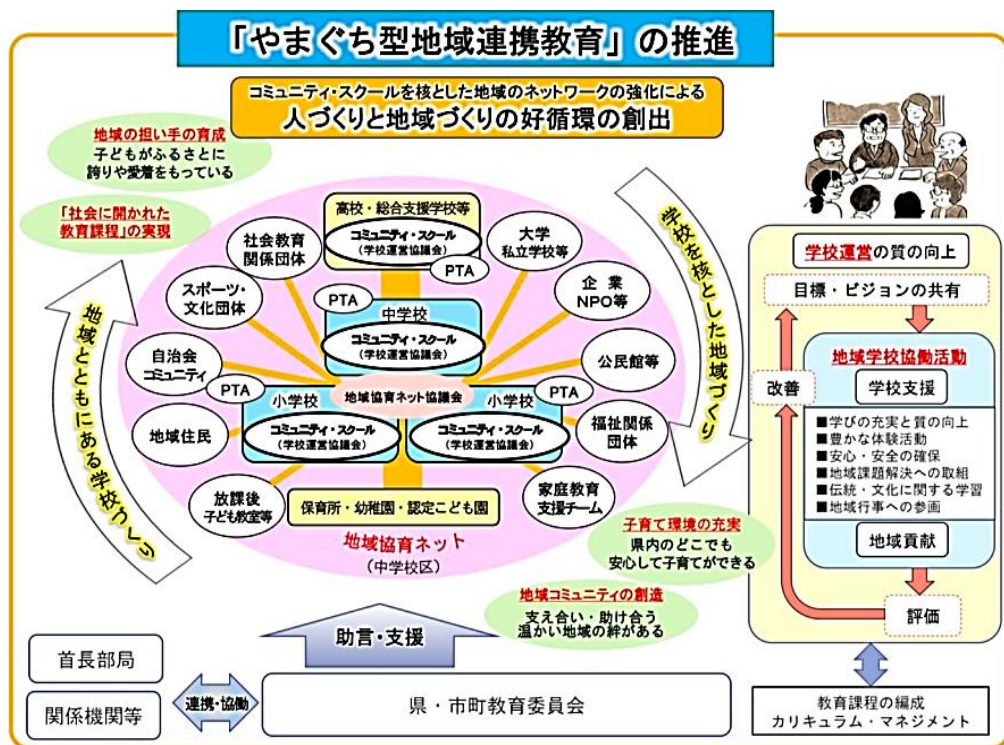 「やまぐち型地域連携教育」の推進
コミュニティ・スクールを核とした地域のネットワークの強化による
人づくりと地域づくりの好循環の創出
地域の担い手の育成
子どもがふるさとに
誇りや愛着をもっている
「社会に開かれた
教育課程」の実現
地域とともにある学校づくり
学校を核とした地域づくり
高校・総合支援学校等
コミュニティ・スクール
(学校運営協議会)
PTA
社会教育
関係団体
大学
私立学校等
スポーツ・
文化団体
PTA
中学校
コミュニティ・スクール
(学校運営協議会)
企業
NPO等
自治会
コミュニティ
公民館等
PTA
小学校
コミュニティ・スクール
(学校運営協議会)
地域協育ネット協議会
小学校
PTA
コミュニティ・スクール
(学校運営協議会)
地域住民
福祉関係
団体
放課後
子ども教室等
保育所・幼稚園・認定こども園
家庭教育
支援チーム
地域協育ネット
(中学校区)
子育て環境の充実
県内のどこでも
安心して子育てができる
地域コミュニティの創造
支え合い・助け合う
温かい地域の絆がある
助言・支援
首長部局
関係機関等
連携・協働
県・市町教育委員会
学校運営の質の向上
目標・ビジョンの共有
地域学校協働活動
学校支援
改善
■学びの充実と質の向上
■豊かな体験活動
■安心・安全の確保
■地域課題解決への取組
■伝統・文化に関する学習
■地域行事への参画
地域貢献
評価
教育課程の編成
カリキュラム・マネジメント